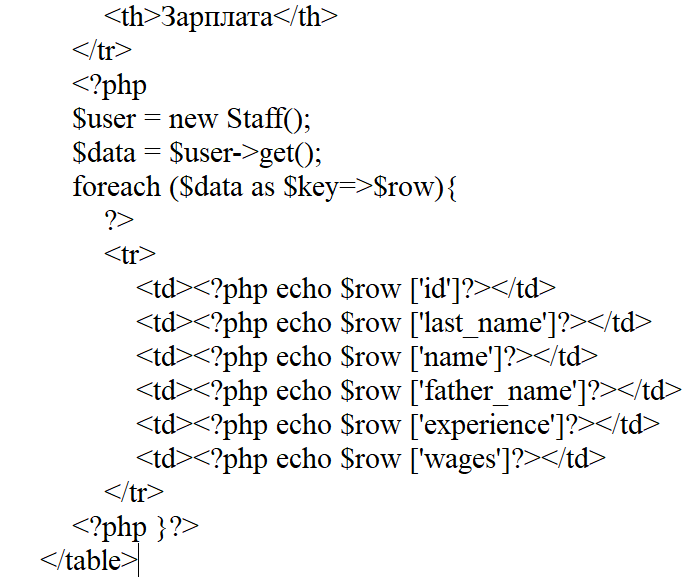 <th>Зарплата</th>
</tr>
<?php
$user = new Staff();
$data = $user->get();
foreach ($data as $key=>$row){
?>
<tr>
<td><?php echo $row ['id']?></td>
<td><?php echo $row ['last_name']?></td>
<td><?php echo $row ['name']?></td>
<td><?php echo $row ['father_name']?></td>
<td><?php echo $row ['experience']?></td>
<td><?php echo $row ['wages']?></td>
</tr>
<?php }?>
</table>